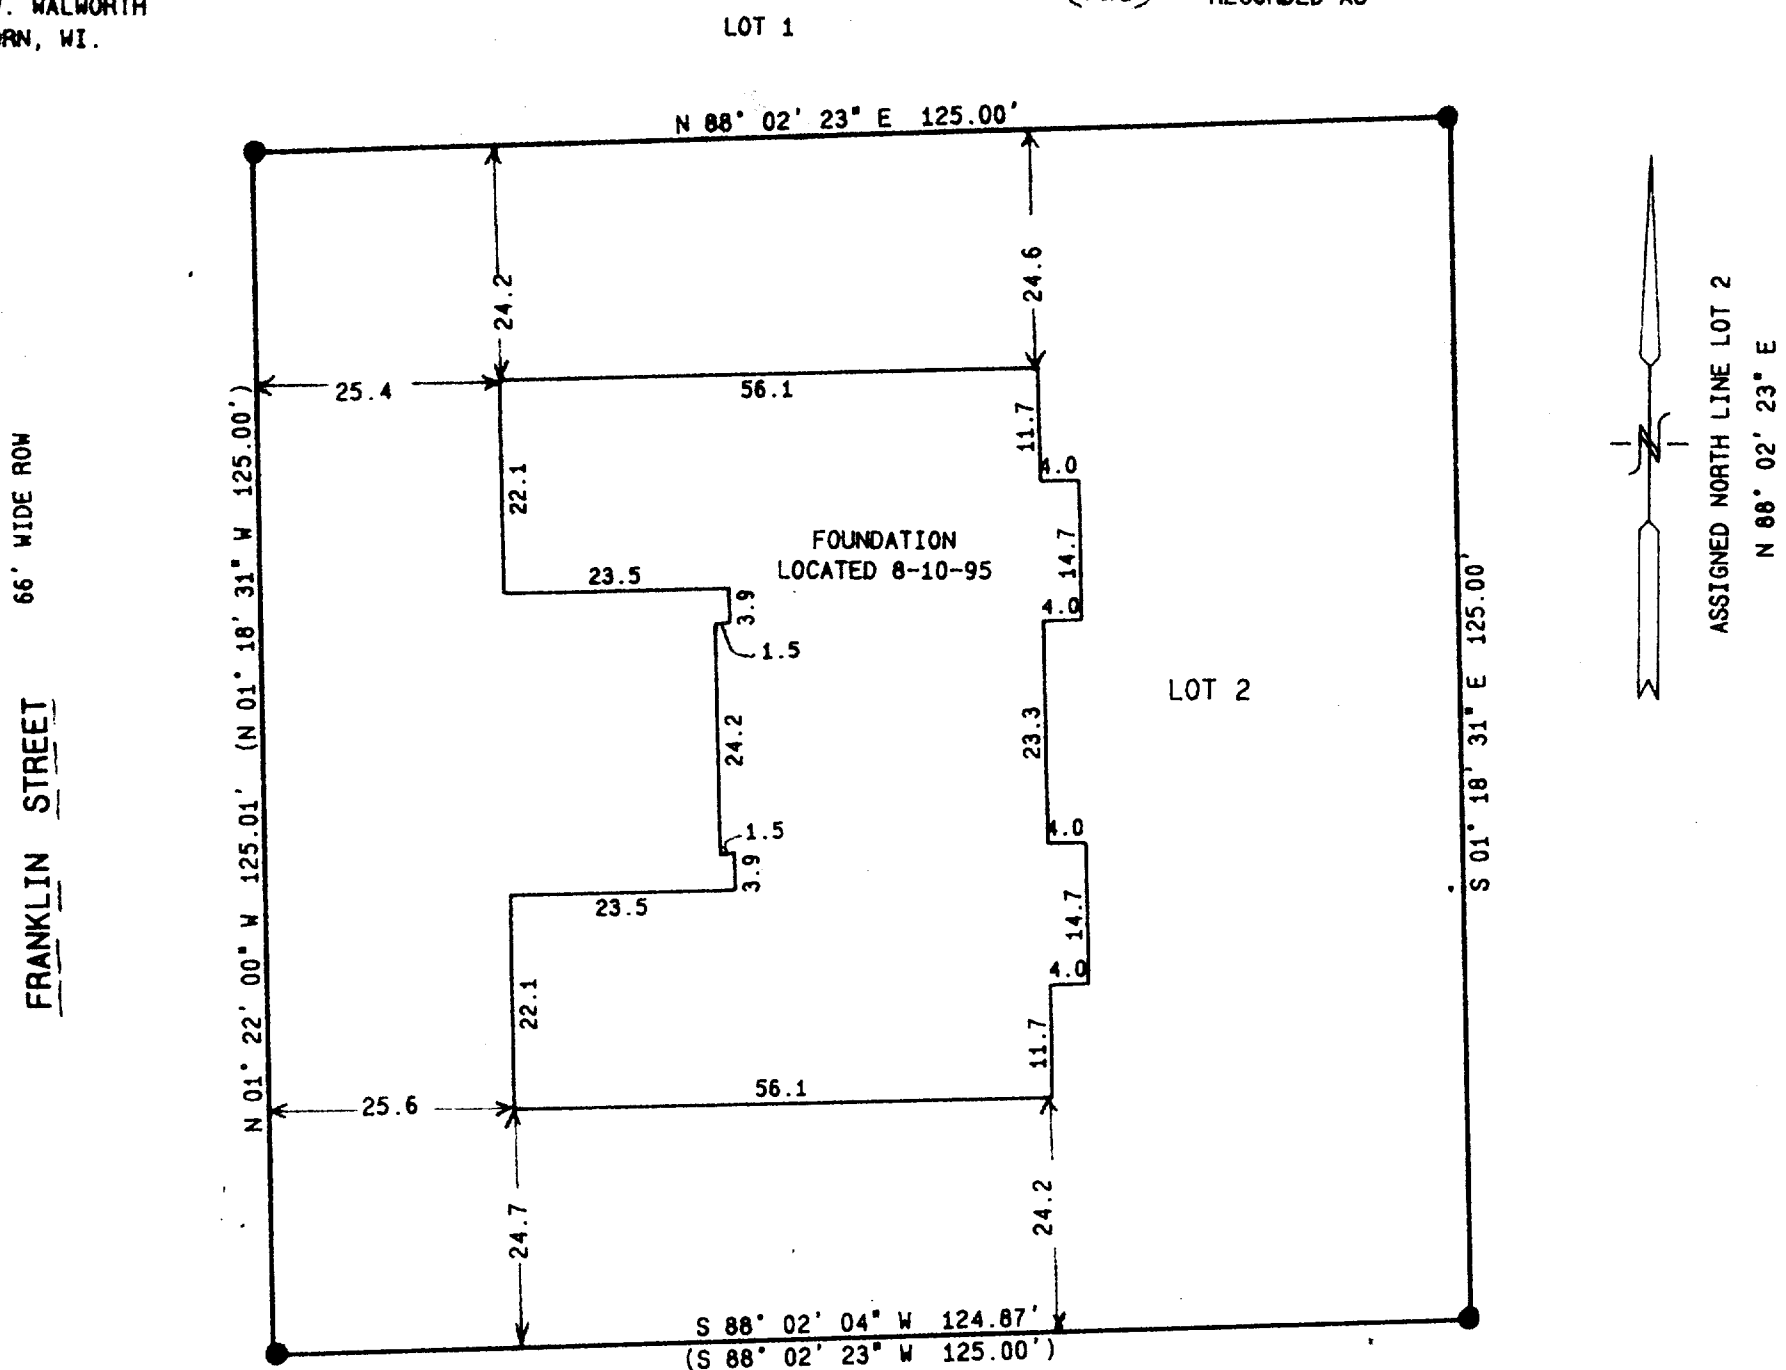 WALWORTH
WI.
LOT 1
N 88° 02' 23" E 125.00'
24.2
24.6
25.4
56.1
11.7
4.0
22.1
FOUNDATION
LOCATED 8-10-95
14.7
23.5
3.9
4.0
1.5
LOT 2
24.2
23.3
1.5
4.0
3.9
23.5
14.7
4.0
22.1
11.7
56.1
25.6
24.7
24.2
S 88° 02' 04" W 124.87'
(S 88° 02' 23" W 125.00')
N 01° 22' 00" W 125.01' (N 01° 18' 31" W 125.00')
S 01° 18' 31" E 125.00'
FRANKLIN STREET 66' WIDE ROW
N
ASSIGNED NORTH LINE LOT 2
N 88° 02' 23" E